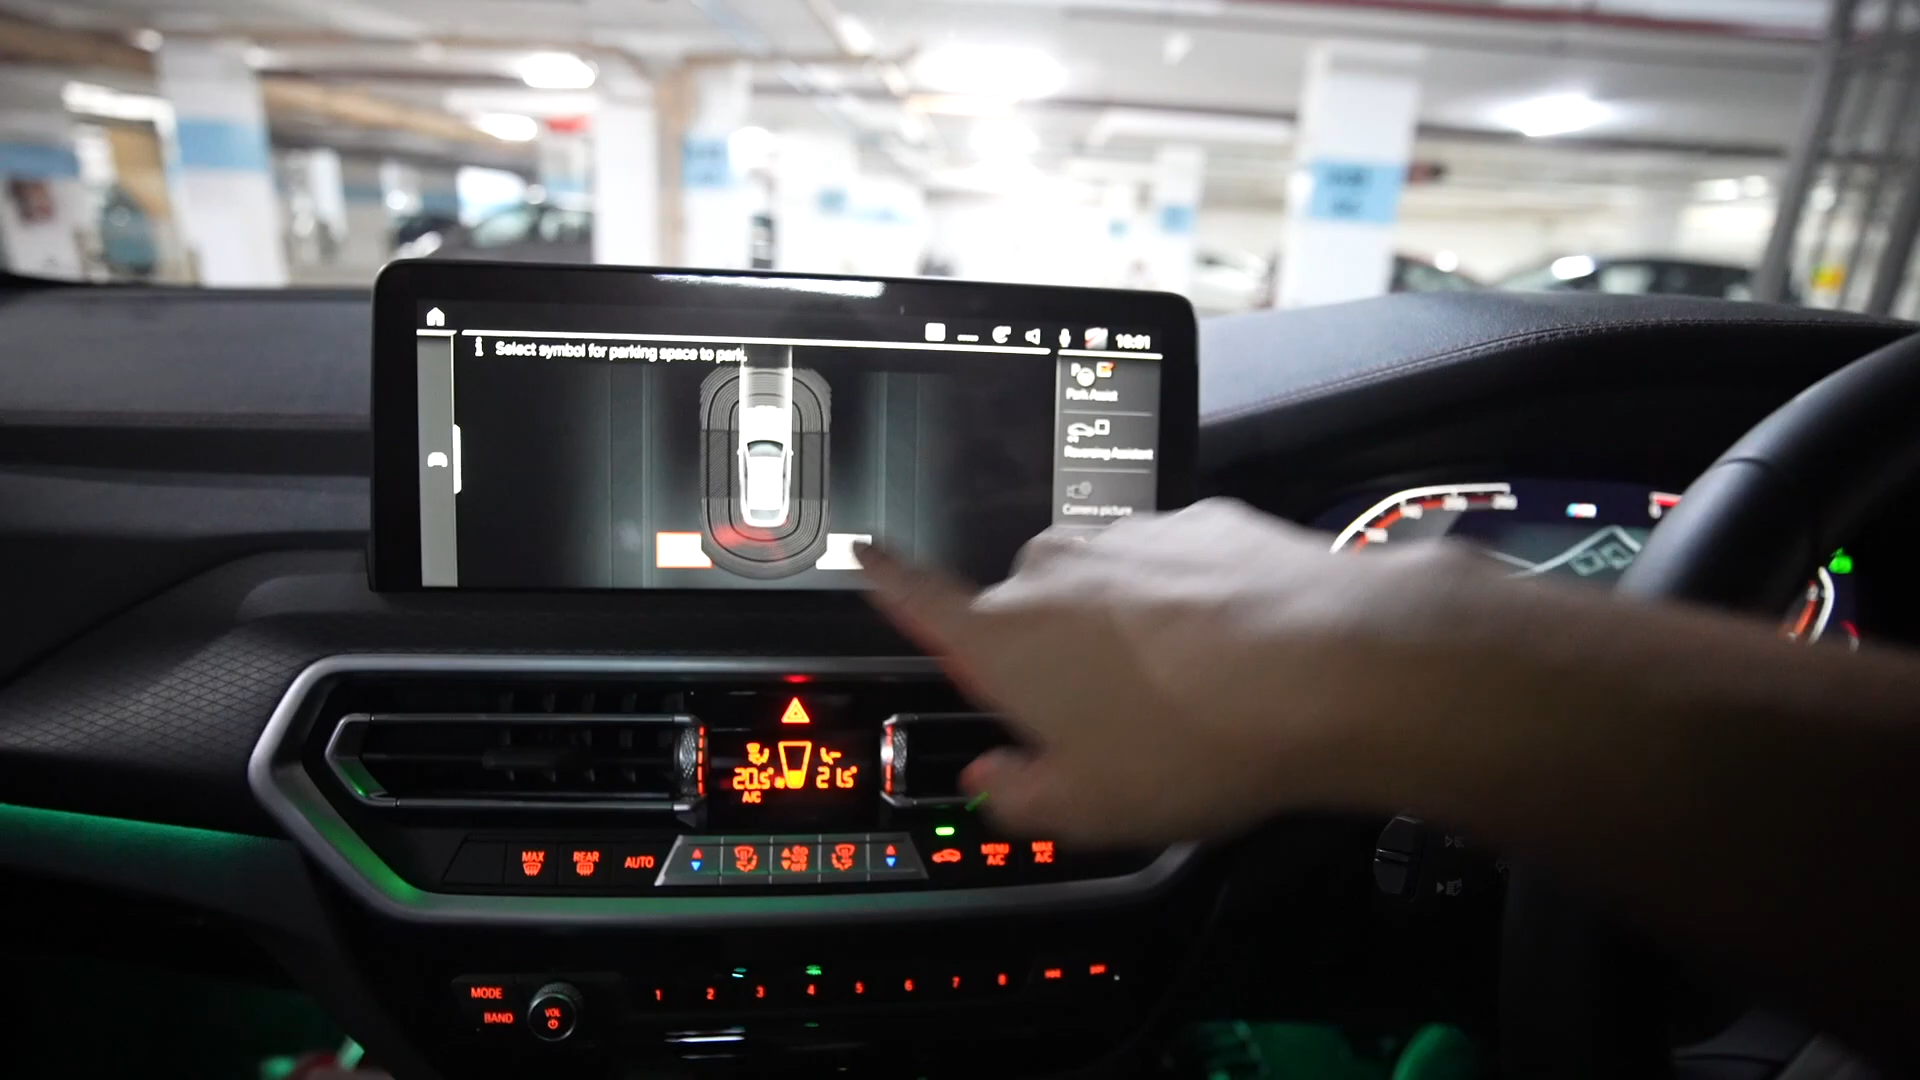 10:01
i Select symbol for parking space to park.
Park Assist
Reversing Assistant
Camera picture
20.5°
21.5°
A/C
MAX
REAR
AUTO
OFF
MENU
A/C
MAX
A/C
MODE
BAND
VOL
1 2 3 4 5 6 7 8